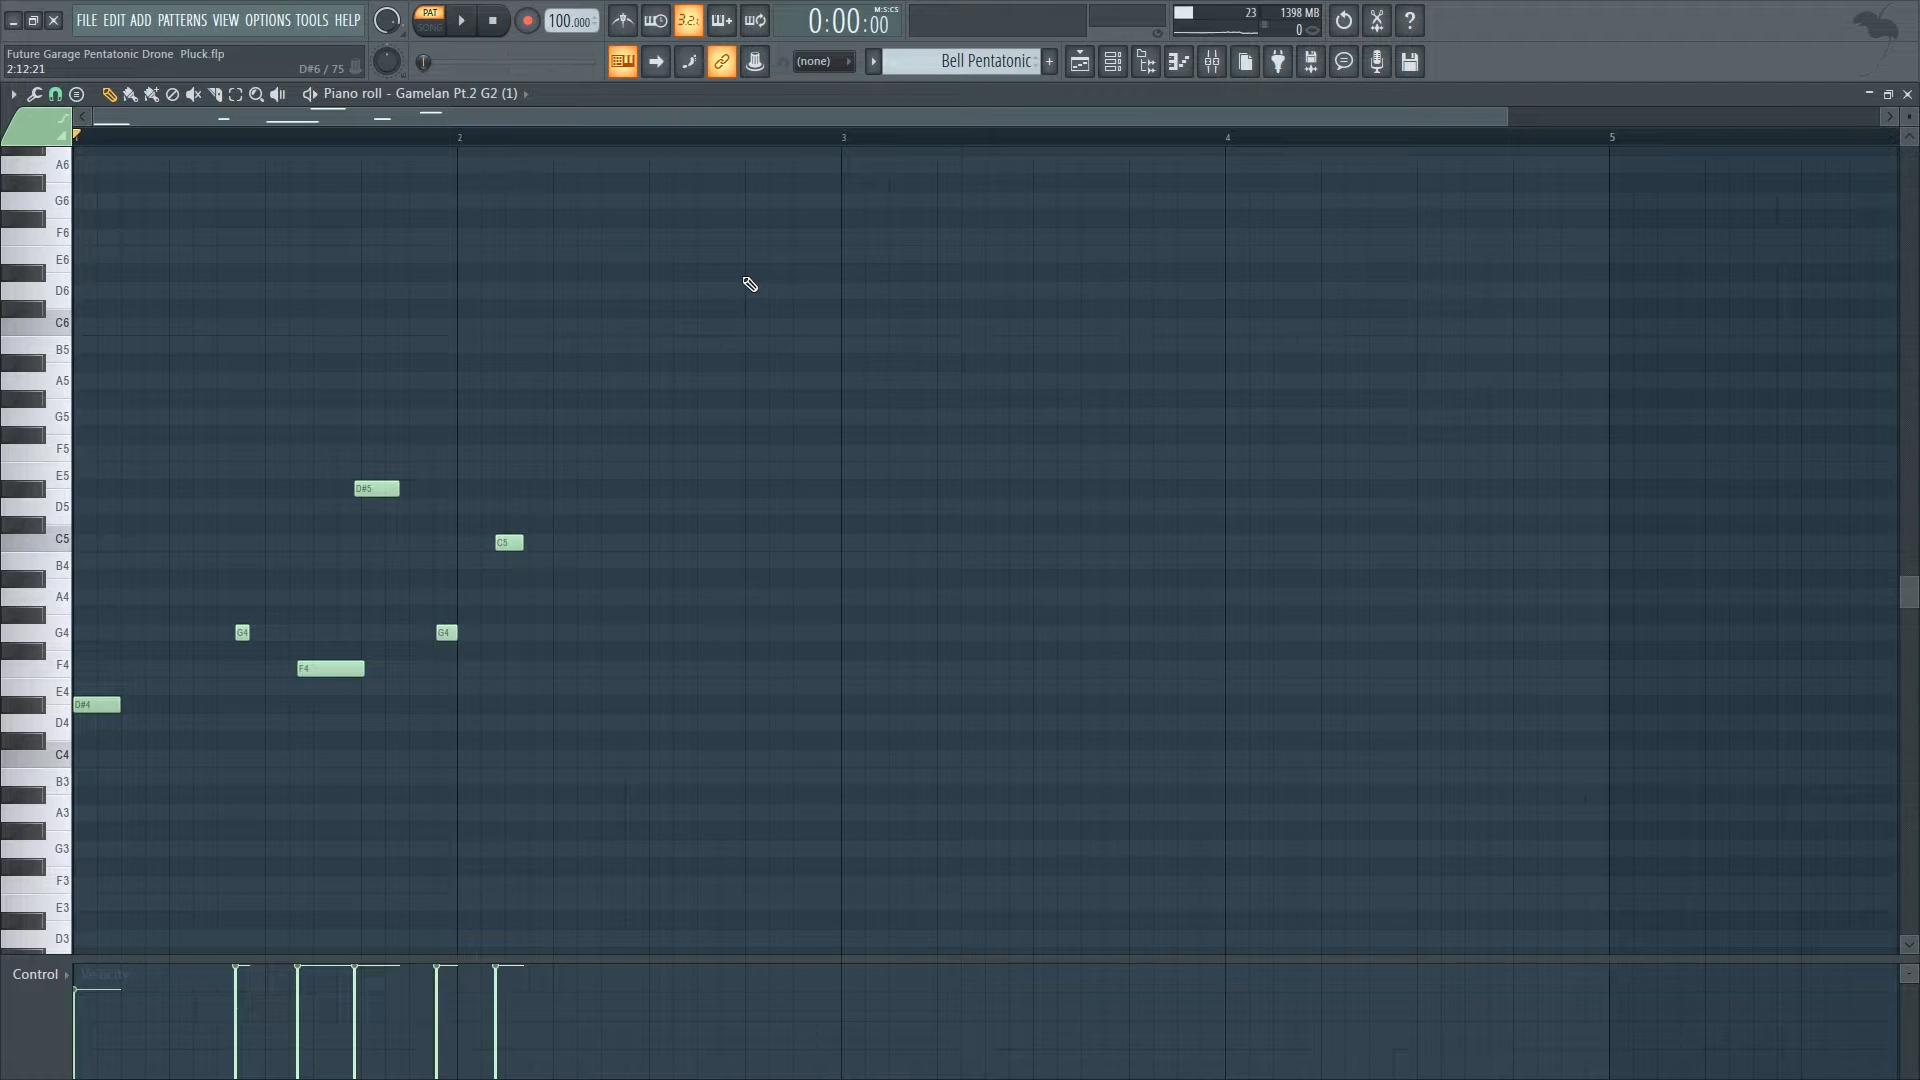 FILE EDIT ADD PATTERNS VIEW OPTIONS TOOLS HELP
PAT
SONG
3.2.
100.000
0:00:00
M:S:CS
23
1398 MB
0
Future Garage Pentatonic Drone Pluck.flp
2:12:21
D#6 / 75
(none)
Bell Pentatonic
Piano roll - Gamelan Pt.2 G2 (1)
2
3
4
5
A6
G6
F6
E6
D6
C6
B5
A5
G5
F5
E5
D#5
D5
C5
C5
B4
A4
G4
G4
G4
F4
F4
E4
D#4
D4
C4
B3
A3
G3
F3
E3
D3
Control
Velocity